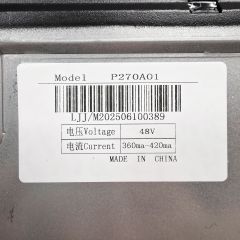 Model P270A01
LJJ/M202506100389
电压Voltage 48V
电流Current 360ma-420ma
MADE IN CHINA